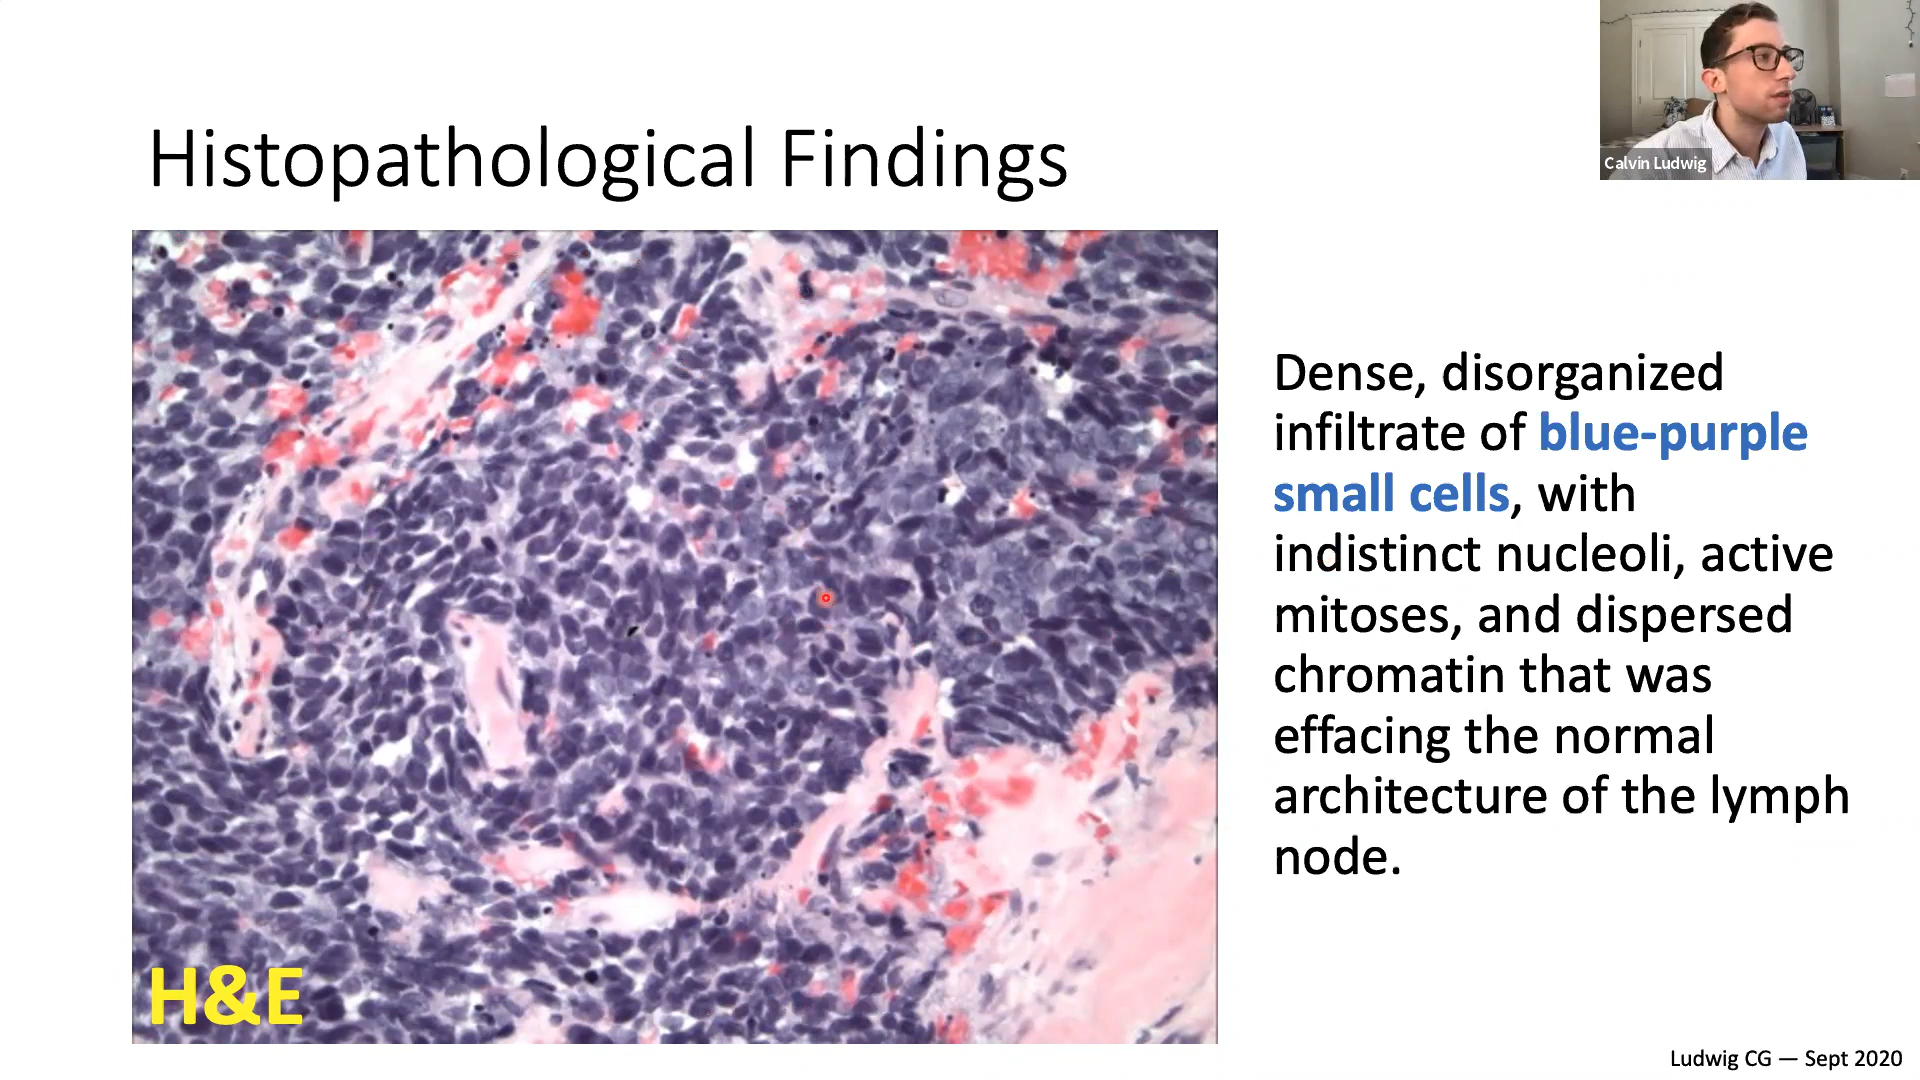 Calvin Ludwig
Histopathological Findings
Dense, disorganized
infiltrate of blue-purple
small cells, with
indistinct nucleoli, active
mitoses, and dispersed
chromatin that was
effacing the normal
architecture of the lymph
node.
H&E
Ludwig CG — Sept 2020